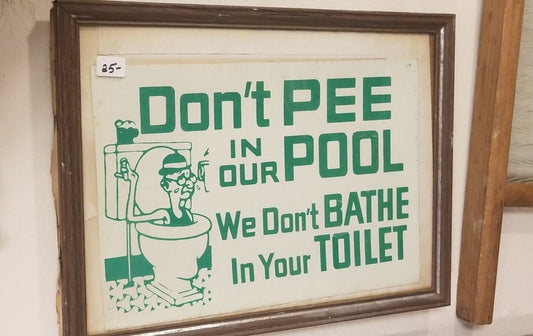 25-
Don't PEE
IN
OUR POOL
We Don't BATHE
In Your TOILET